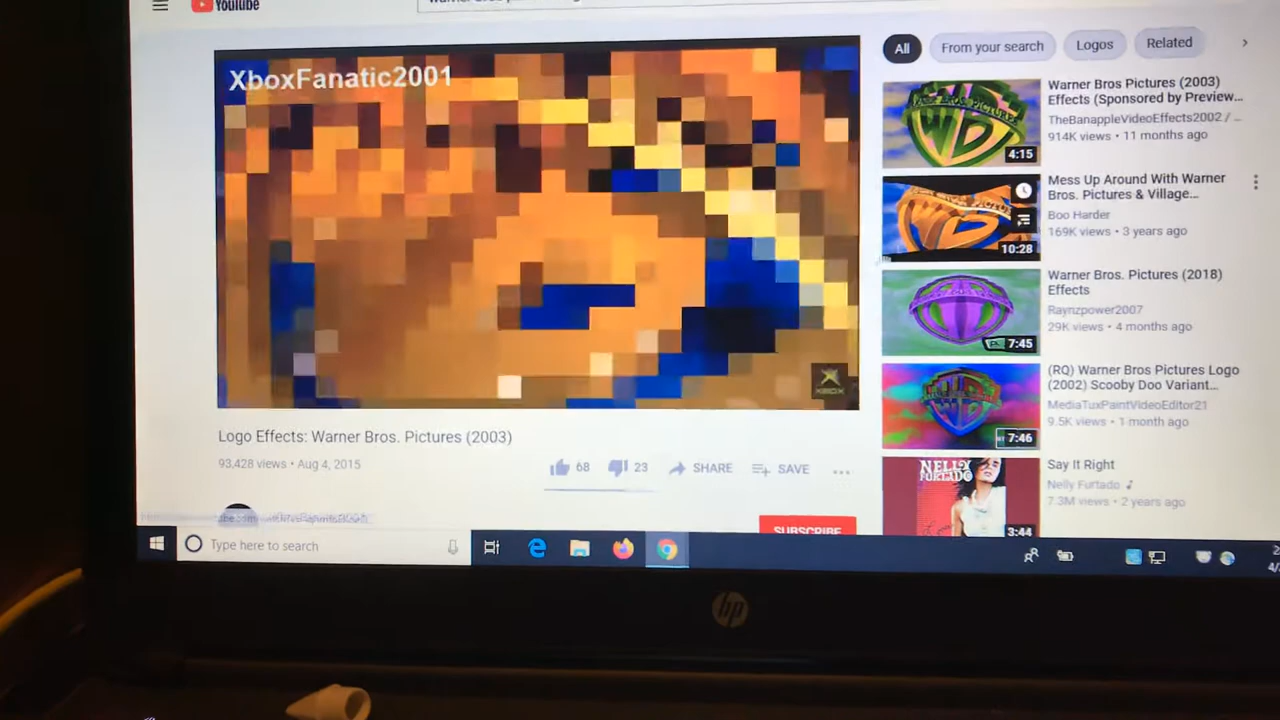 YouTube
XboxFanatic2001
XBOX
Logo Effects: Warner Bros. Pictures (2003)
93,428 views • Aug 4, 2015
68
23
SHARE
SAVE
SUBSCRIBE
All
From your search
Logos
Related
Warner Bros Pictures (2003)
Effects (Sponsored by Preview...
TheBanappleVideoEffects2002 / ...
914K views • 11 months ago
4:15
Mess Up Around With Warner
Bros. Pictures & Village...
Boo Harder
169K views • 3 years ago
10:28
Warner Bros. Pictures (2018)
Effects
Raynzpower2007
29K views • 4 months ago
7:45
(RQ) Warner Bros Pictures Logo
(2002) Scooby Doo Variant...
MediaTuxPaintVideoEditor21
9.5K views • 1 month ago
7:46
NELLY
FURTADO
Say It Right
Nelly Furtado
7.3M views • 2 years ago
3:44
Type here to search
hp